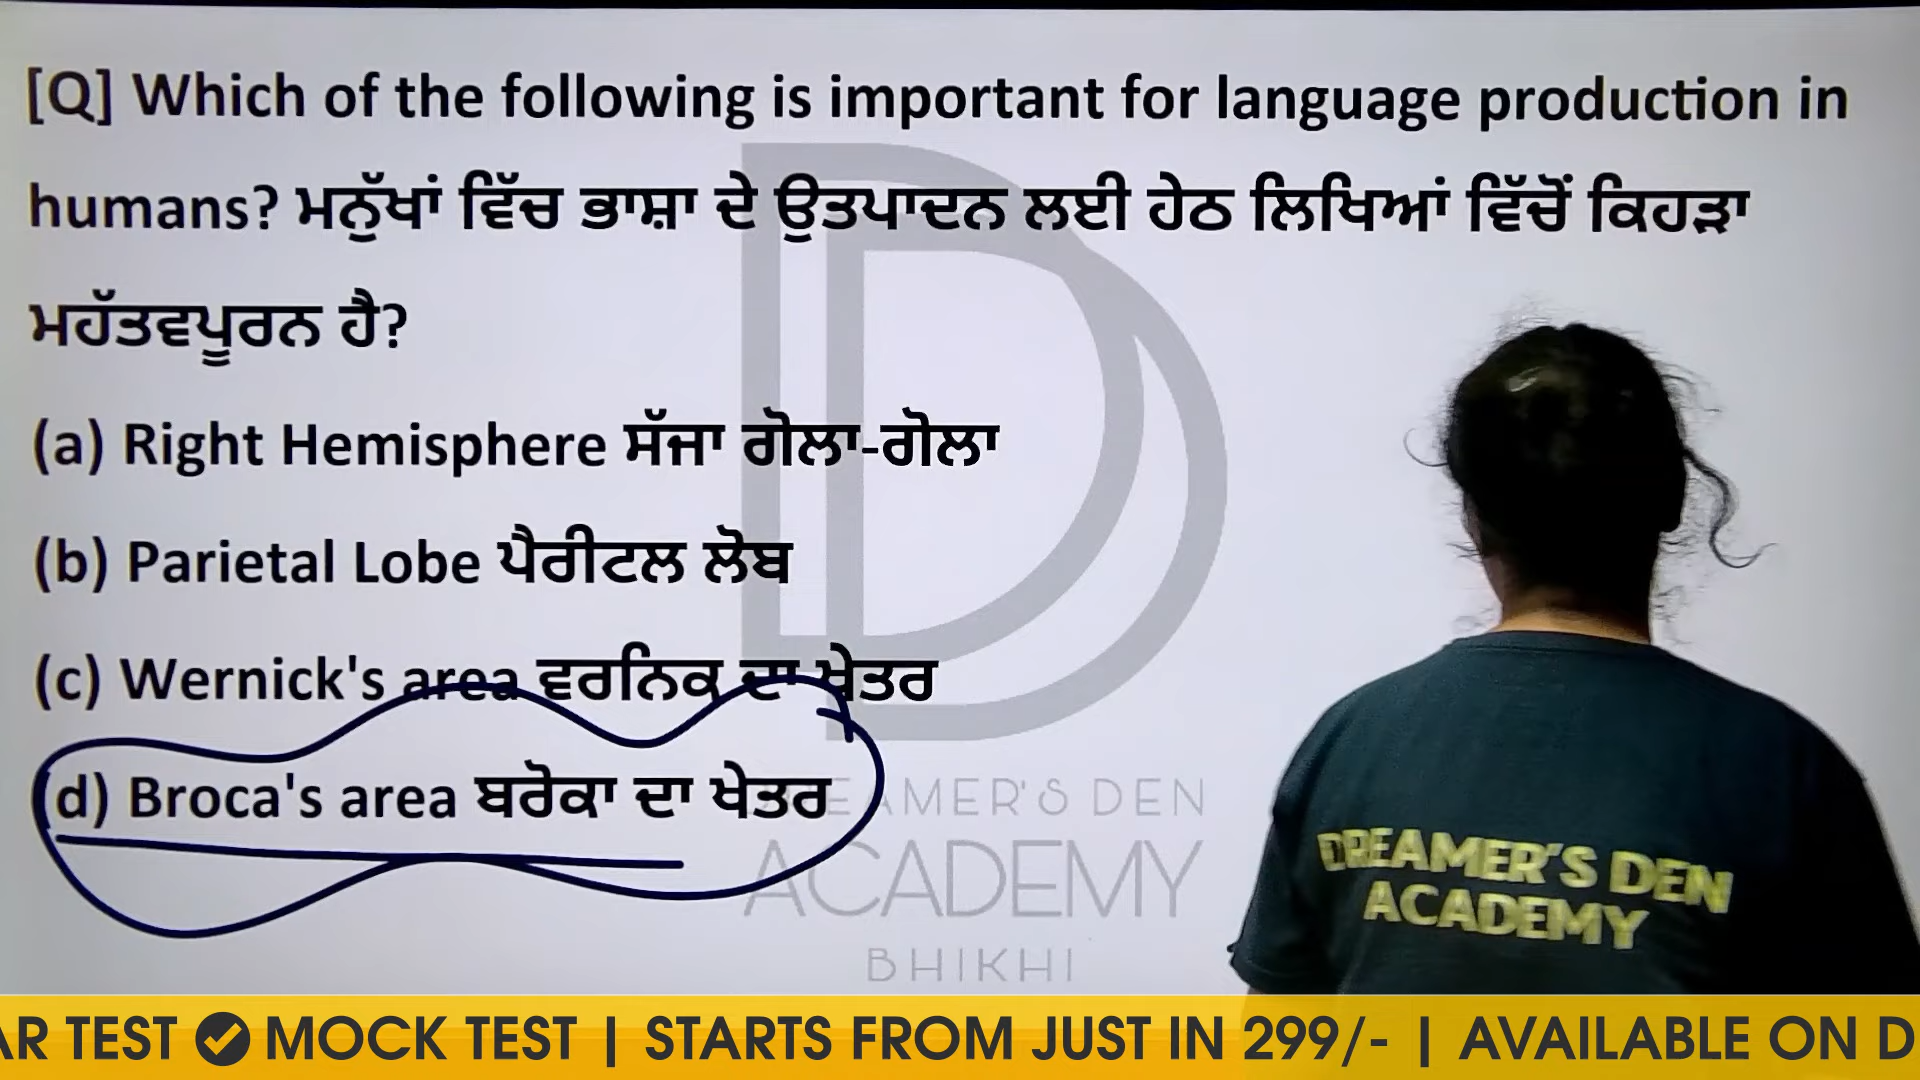 [Q] Which of the following is important for language production in
humans? ਮਨੁੱਖਾਂ ਵਿੱਚ ਭਾਸ਼ਾ ਦੇ ਉਤਪਾਦਨ ਲਈ ਹੇਠ ਲਿਖਿਆਂ ਵਿੱਚੋਂ ਕਿਹੜਾ
ਮਹੱਤਵਪੂਰਨ ਹੈ?
(a) Right Hemisphere ਸੱਜਾ ਗੋਲਾ-ਗੋਲਾ
(b) Parietal Lobe ਪੈਰੀਟਲ ਲੋਬ
(c) Wernick's area ਵਰਨਿਕ ਦਾ ਖੇਤਰ
(d) Broca's area ਬਰੋਕਾ ਦਾ ਖੇਤਰ
DREAMER'S DEN
ACADEMY
BHIKHI
DREAMER'S DEN
ACADEMY
AR TEST MOCK TEST | STARTS FROM JUST IN 299/- | AVAILABLE ON D